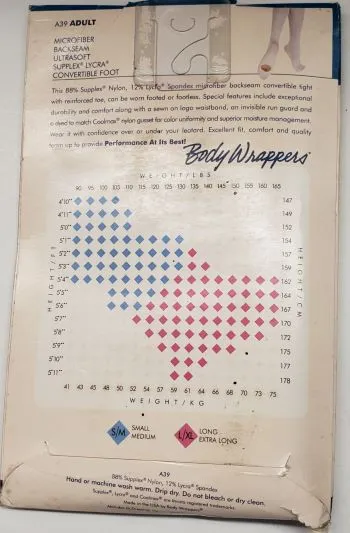 A39 ADULT
MICROFIBER
BACKSEAM
ULTRASOFT
SUPPLEX® LYCRA®
CONVERTIBLE FOOT
This 88% Supplex® Nylon, 12% Lycra® Spandex microfiber backseam convertible tight
with reinforced toe, can be worn footed or footless. Special features include exceptional
durability and comfort along with a sewn on logo waistband, an invisible run guard and
a dyed to match Coolmax® nylon gusset for color uniformity and superior moisture management.
Wear it with confidence over or under your leotard. Excellent fit, comfort and quality
team up to provide Performance At Its Best!
Body Wrappers®
WEIGHT/LBS
90 95 100 105 110 115 120 125 130 135 140 145 150 155 160 165
4'10" 147
4'11" 149
5'0" 152
5'1" 154
5'2" 157
5'3" 159
5'4" 162
5'5" 164
5'6" 167
5'7" 170
5'8" 172
5'9" 175
5'10" 177
5'11" 178
HEIGHT/FT
HEIGHT/CM
41 43 45 48 50 52 54 57 59 61 64 66 68 70 73 75
WEIGHT/KG
S/M SMALL
MEDIUM
L/XL LONG
EXTRA LONG
A39
88% Supplex® Nylon, 12% Lycra® Spandex
Hand or machine wash warm. Drip dry. Do not bleach or dry clean.
Supplex®, Lycra® and Coolmax® are Invista registered trademarks.
Made in the USA for Body Wrappers®